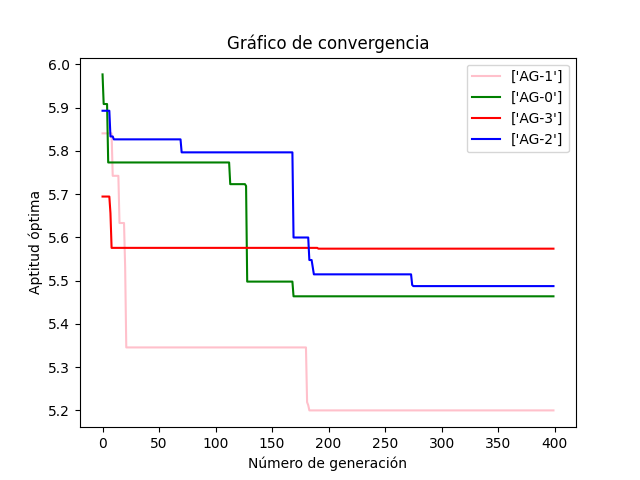 Gráfico de convergencia
['AG-1']
['AG-0']
['AG-3']
['AG-2']
Aptitud óptima
6.0
5.9
5.8
5.7
5.6
5.5
5.4
5.3
5.2
0 50 100 150 200 250 300 350 400
Número de generación